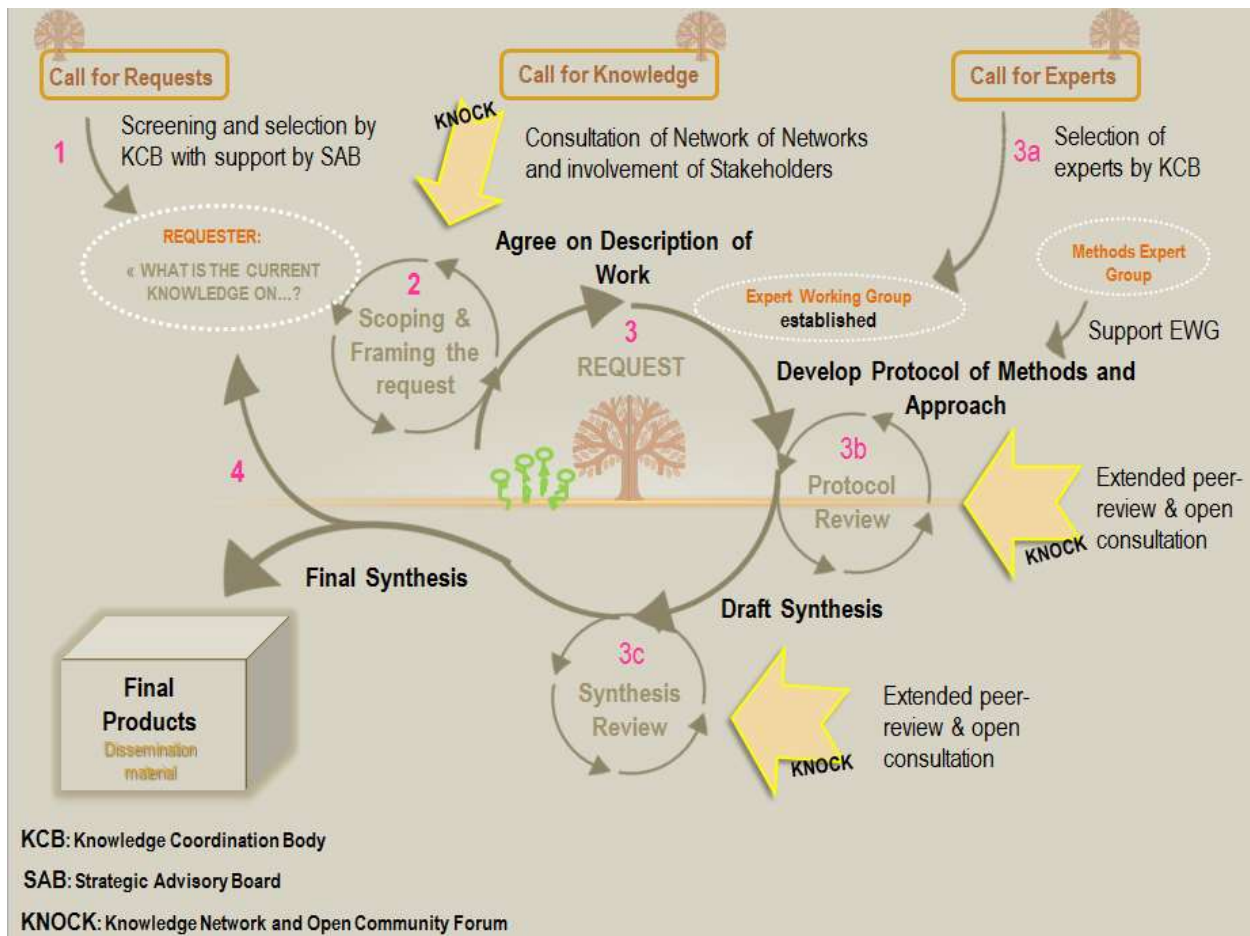 Call for Requests
Call for Knowledge
Call for Experts
1
Screening and selection by
KCB with support by SAB
KNOCK
Consultation of Network of Networks
and involvement of Stakeholders
3a
Selection of
experts by KCB
REQUESTER:
« WHAT IS THE CURRENT
KNOWLEDGE ON...?
2
Scoping &
Framing the
request
Agree on Description of
Work
3
REQUEST
Expert Working Group
established
Methods Expert
Group
Support EWG
Develop Protocol of Methods and
Approach
3b
Protocol
Review
Extended peer-
review & open
consultation
KNOCK
4
Final Synthesis
Draft Synthesis
3c
Synthesis
Review
Extended peer-
review & open
consultation
KNOCK
Final
Products
Dissemination
material
KCB: Knowledge Coordination Body
SAB: Strategic Advisory Board
KNOCK: Knowledge Network and Open Community Forum